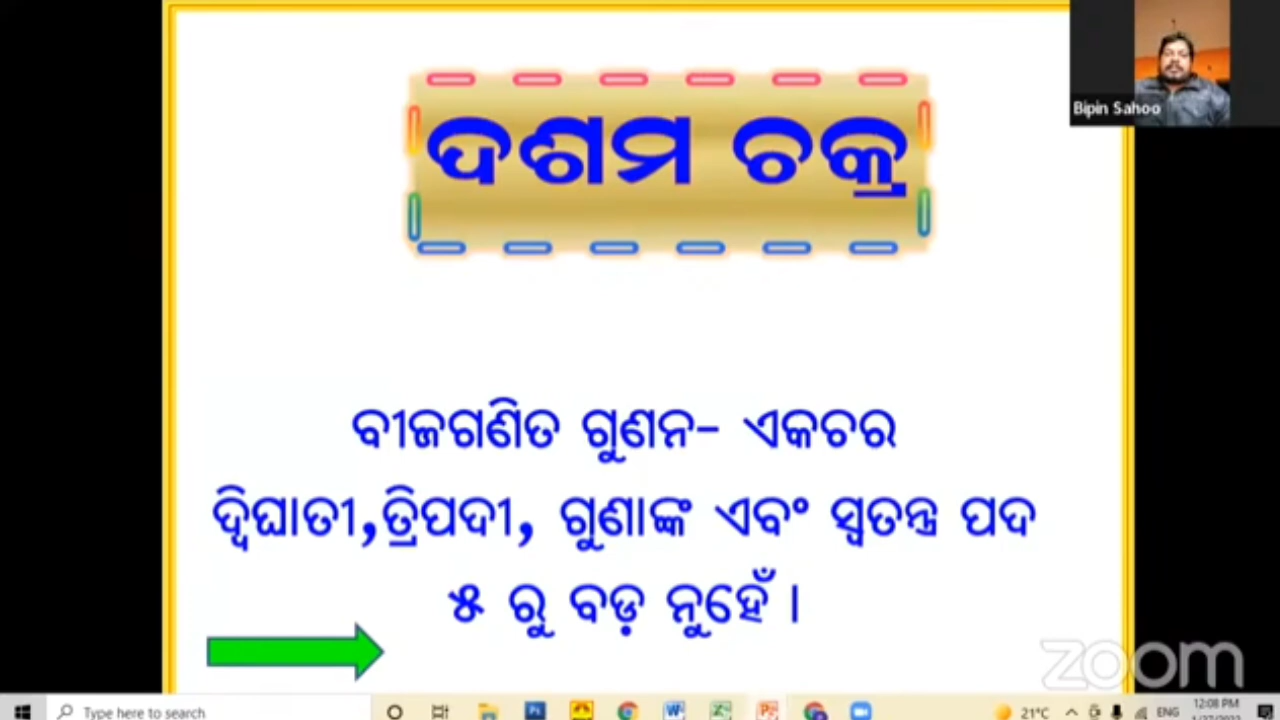 ଦଶମ ଚକ୍ର
Bipin Sahoo
ବୀଜଗଣିତ ଗୁଣନ- ଏକଚର
ଦ୍ୱିଘାତୀ,ତ୍ରିପଦୀ, ଗୁଣାଙ୍କ ଏବଂ ସ୍ୱତନ୍ତ୍ର ପଦ
୫ ରୁ ବଡ଼ ନୁହେଁ ।
zoom
Type here to search
21°C
ENG
12:08 PM